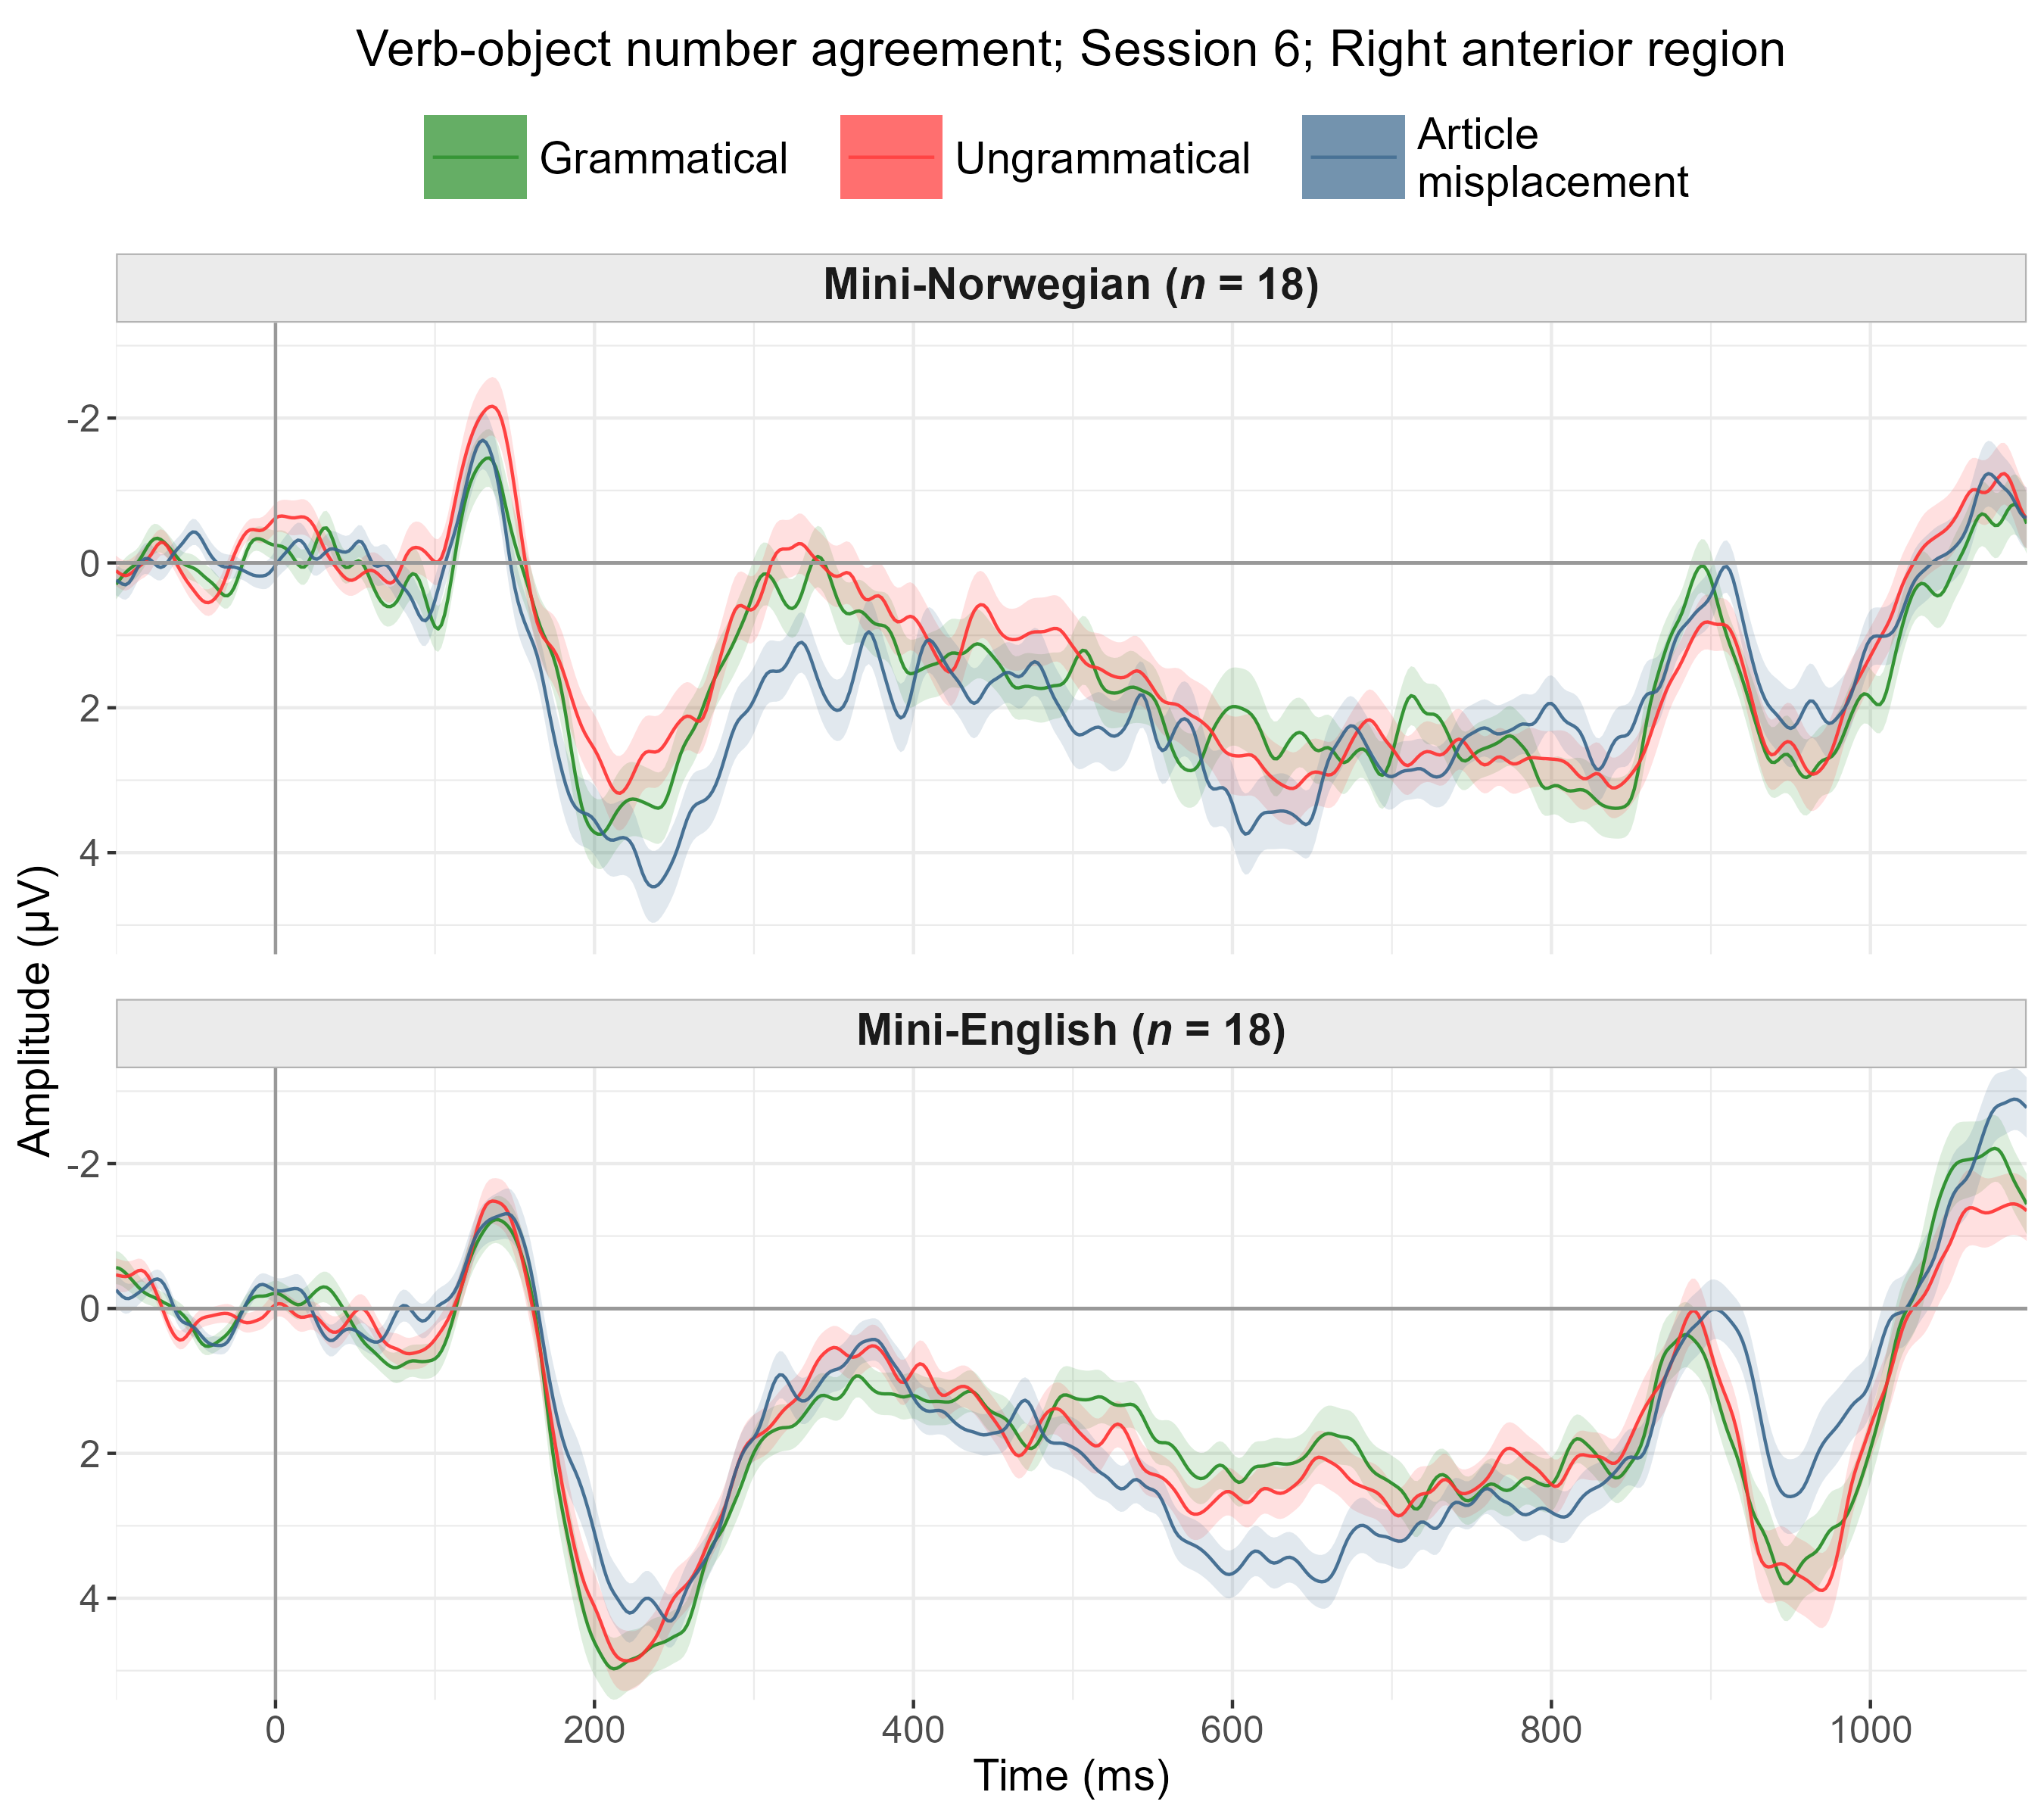 Verb-object number agreement; Session 6; Right anterior region
Grammatical
Ungrammatical
Article
misplacement
Mini-Norwegian (n = 18)
-2
0
2
4
Mini-English (n = 18)
-2
0
2
4
0 200 400 600 800 1000
Time (ms)
Amplitude (µV)